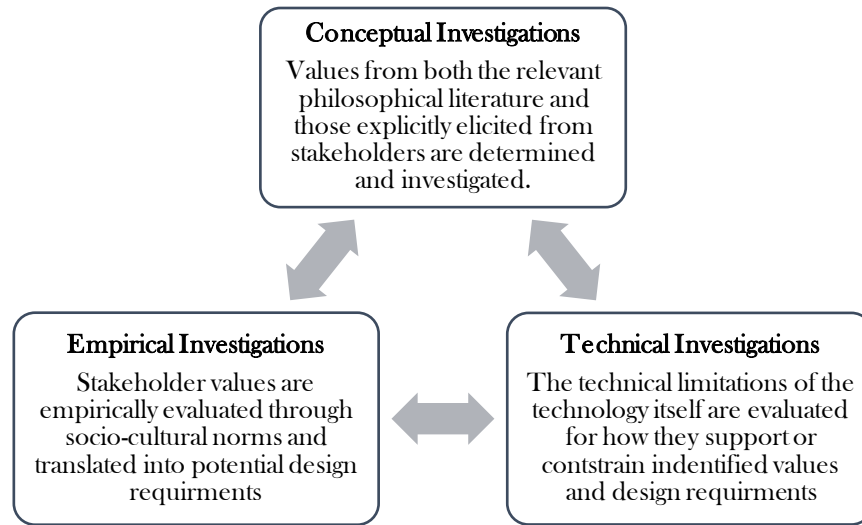 Conceptual Investigations
Values from both the relevant
philosophical literature and
those explicitly elicited from
stakeholders are determined
and investigated.
Empirical Investigations
Stakeholder values are
empirically evaluated through
socio-cultural norms and
translated into potential design
requirments
Technical Investigations
The technical limitations of the
technology itself are evaluated
for how they support or
contstrain indentified values
and design requirments